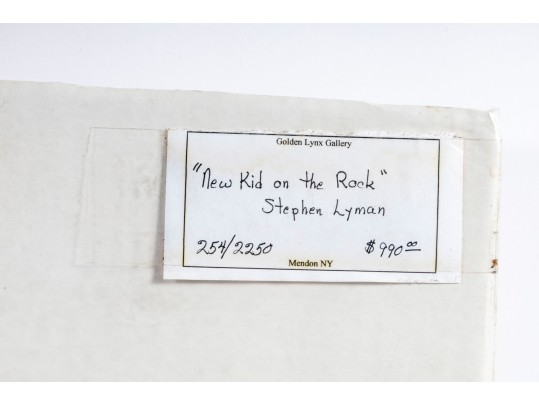 Golden Lynx Gallery
"New Kid on the Rock"
Stephen Lyman
254/2250 $990.00
Mendon NY